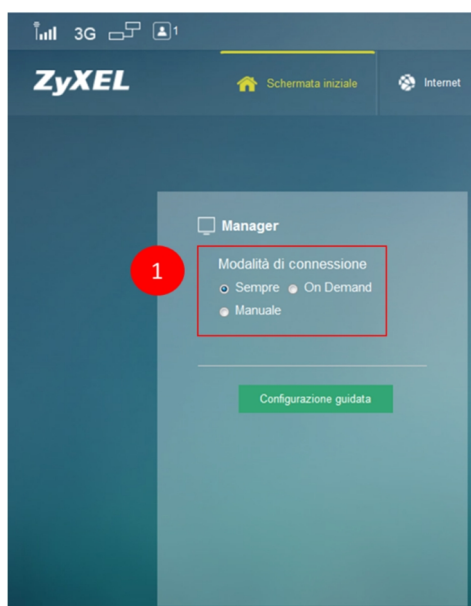 3G 1
ZyXEL Schermata iniziale Internet
Manager
1
Modalità di connessione
Sempre On Demand
Manuale
Configurazione guidata